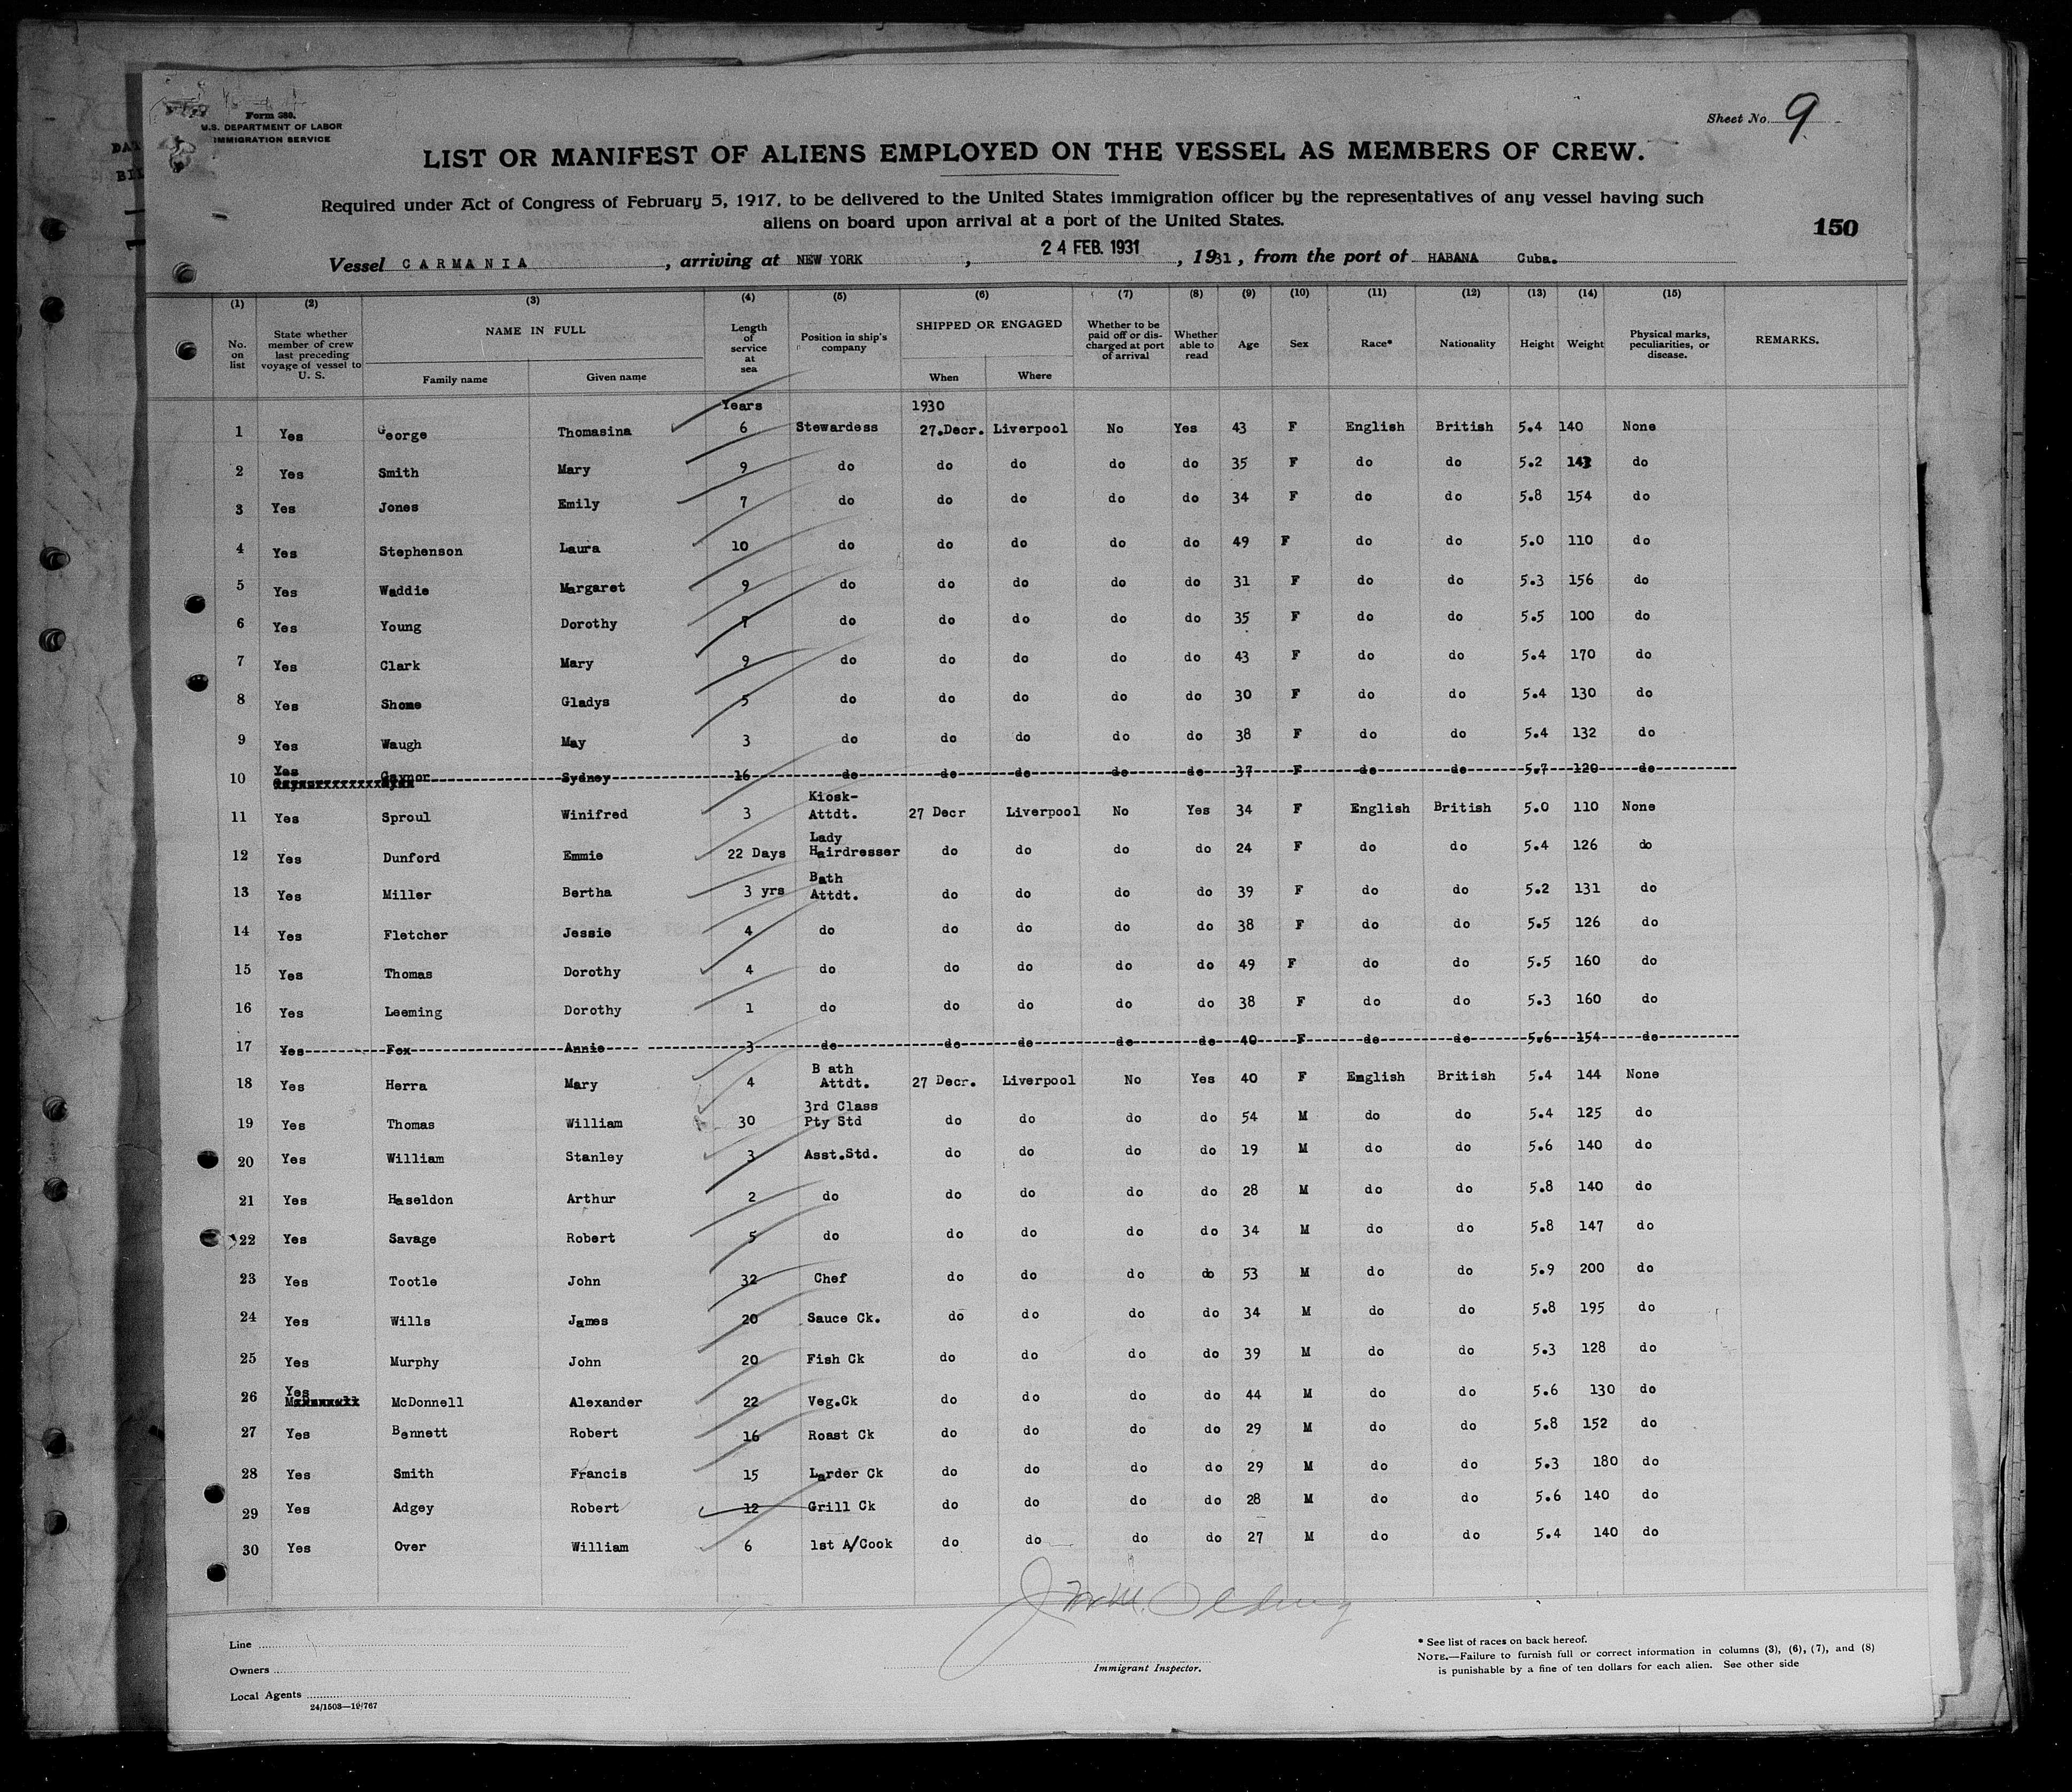 Form 680.
U.S. DEPARTMENT OF LABOR
IMMIGRATION SERVICE
Sheet No. 9
LIST OR MANIFEST OF ALIENS EMPLOYED ON THE VESSEL AS MEMBERS OF CREW.
Required under Act of Congress of February 5, 1917, to be delivered to the United States immigration officer by the representatives of any vessel having such
aliens on board upon arrival at a port of the United States.
150
Vessel CARMANIA, arriving at NEW YORK, 24 FEB. 1931, 1931, from the port of HABANA Cuba.
(1) (2) (3) (4) (5) (6) (7) (8) (9) (10) (11) (12) (13) (14) (15)
No. on list State whether member of crew last preceding voyage of vessel to U. S. NAME IN FULL Length of service at sea Position in ship's company SHIPPED OR ENGAGED Whether to be paid off or discharged at port of arrival Whether able to read Age Sex Race* Nationality Height Weight Physical marks, peculiarities, or disease. REMARKS.
Family name Given name When Where
Years 1930
1 Yes George Thomasina 6 Stewardess 27.Decr. Liverpool No Yes 43 F English British 5.4 140 None
2 Yes Smith Mary 9 do do do do do 35 F do do 5.2 142 do
3 Yes Jones Emily 7 do do do do do 34 F do do 5.8 154 do
4 Yes Stephenson Laura 10 do do do do do 49 F do do 5.0 110 do
5 Yes Waddie Margaret 9 do do do do do 31 F do do 5.3 156 do
6 Yes Young Dorothy 7 do do do do do 35 F do do 5.5 100 do
7 Yes Clark Mary 9 do do do do do 43 F do do 5.4 170 do
8 Yes Shome Gladys 5 do do do do do 30 F do do 5.4 130 do
9 Yes Waugh May 3 do do do do do 38 F do do 5.4 132 do
10 Yes Gaynor Sydney 16 do do do do do 37 F do do 5.7 120 do
11 Yes Sproul Winifred 3 Kiosk-Attdt. 27 Decr Liverpool No Yes 34 F English British 5.0 110 None
12 Yes Dunford Emmie 22 Days Lady Hairdresser do do do do 24 F do do 5.4 126 do
13 Yes Miller Bertha 3 yrs Bath Attdt. do do do do 39 F do do 5.2 131 do
14 Yes Fletcher Jessie 4 do do do do do 38 F do do 5.5 126 do
15 Yes Thomas Dorothy 4 do do do do do 49 F do do 5.5 160 do
16 Yes Leeming Dorothy 1 do do do do do 38 F do do 5.3 160 do
17 Yes Fox Annie 3 do do do do do 40 F do do 5.6 154 do
18 Yes Herra Mary 4 Bath Attdt. 27 Decr. Liverpool No Yes 40 F English British 5.4 144 None
19 Yes Thomas William 30 3rd Class Pty Std do do do do 54 M do do 5.4 125 do
20 Yes William Stanley 3 Asst.Std. do do do do 19 M do do 5.6 140 do
21 Yes Haseldon Arthur 2 do do do do do 28 M do do 5.8 140 do
22 Yes Savage Robert 5 do do do do do 34 M do do 5.8 147 do
23 Yes Tootle John 32 Chef do do do do 53 M do do 5.9 200 do
24 Yes Wills James 20 Sauce Ck. do do do do 34 M do do 5.8 195 do
25 Yes Murphy John 20 Fish Ck do do do do 39 M do do 5.3 128 do
26 Yes McDonnell Alexander 22 Veg.Ck do do do do 44 M do do 5.6 130 do
27 Yes Bennett Robert 16 Roast Ck do do do do 29 M do do 5.8 152 do
28 Yes Smith Francis 15 Larder Ck do do do do 29 M do do 5.3 180 do
29 Yes Adgey Robert 12 Grill Ck do do do do 28 M do do 5.6 140 do
30 Yes Over William 6 1st A/Cook do do do do 27 M do do 5.4 140 do
Line
Owners
Local Agents
24/1503—19/767
Immigrant Inspector.
* See list of races on back hereof.
NOTE.—Failure to furnish full or correct information in columns (3), (6), (7), and (8)
is punishable by a fine of ten dollars for each alien. See other side